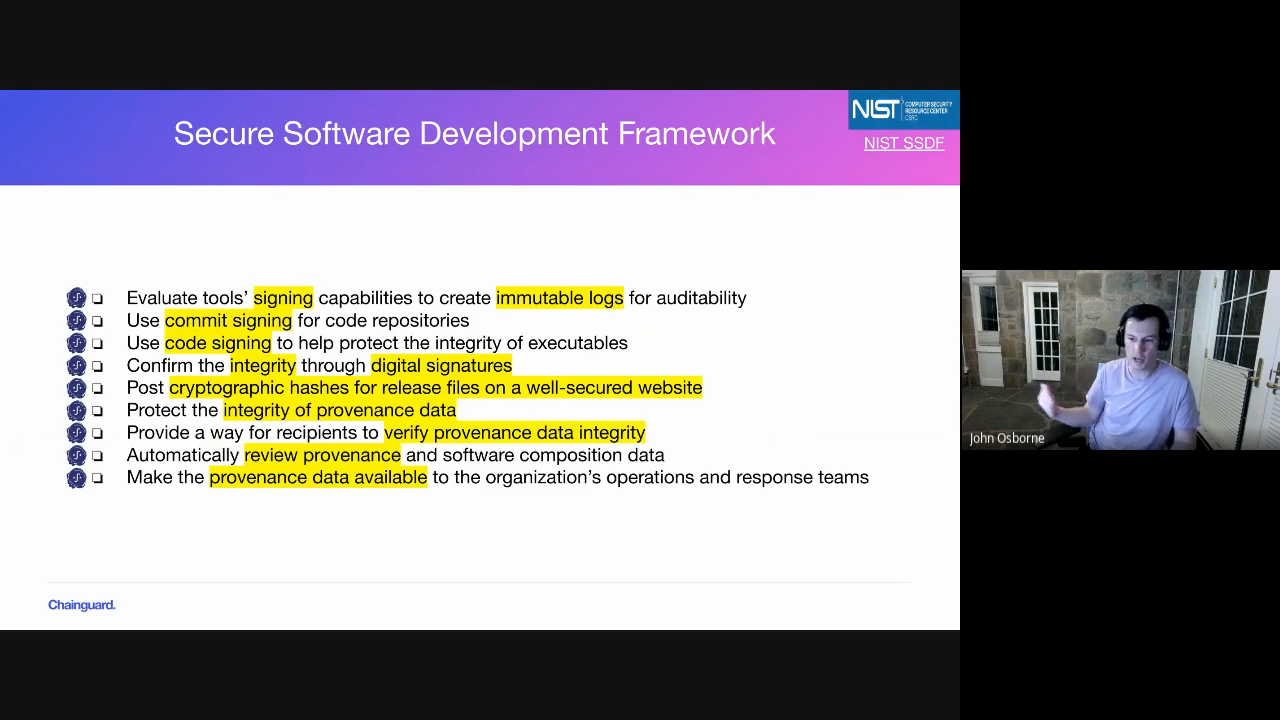 Secure Software Development Framework
NIST COMPUTER SECURITY
RESOURCE CENTER
CSRC
NIST SSDF
Evaluate tools’ signing capabilities to create immutable logs for auditability
Use commit signing for code repositories
Use code signing to help protect the integrity of executables
Confirm the integrity through digital signatures
Post cryptographic hashes for release files on a well-secured website
Protect the integrity of provenance data
Provide a way for recipients to verify provenance data integrity
Automatically review provenance and software composition data
Make the provenance data available to the organization’s operations and response teams
John Osborne
Chainguard.